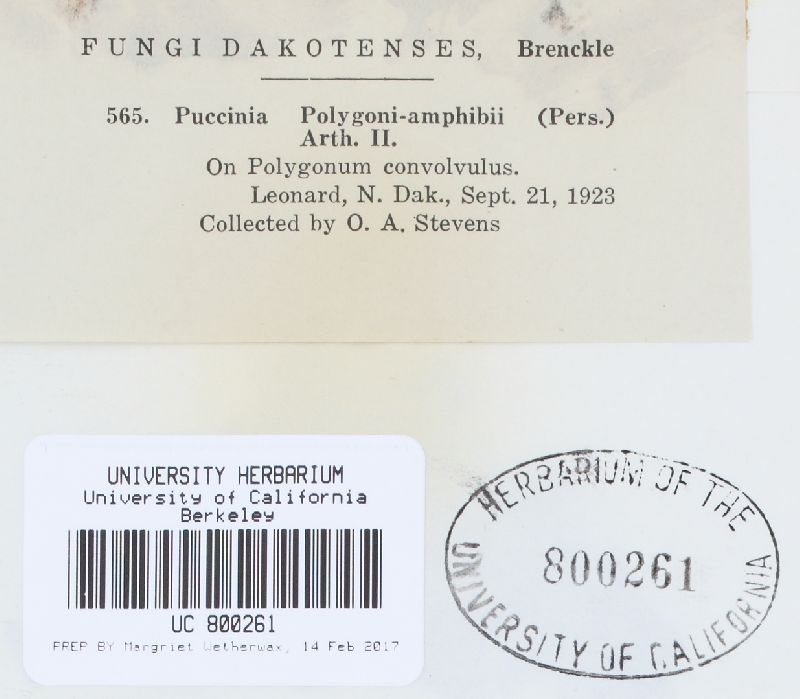 FUNGI DAKOTENSES, Brenckle
565. Puccinia Polygoni-amphibii (Pers.)
Arth. II.
On Polygonum convolvulus.
Leonard, N. Dak., Sept. 21, 1923
Collected by O. A. Stevens
UNIVERSITY HERBARIUM
University of California
Berkeley
UC 800261
PREP BY Margriet Wetherwax, 14 Feb 2017
HERBARIUM OF THE
800261
UNIVERSITY OF CALIFORNIA